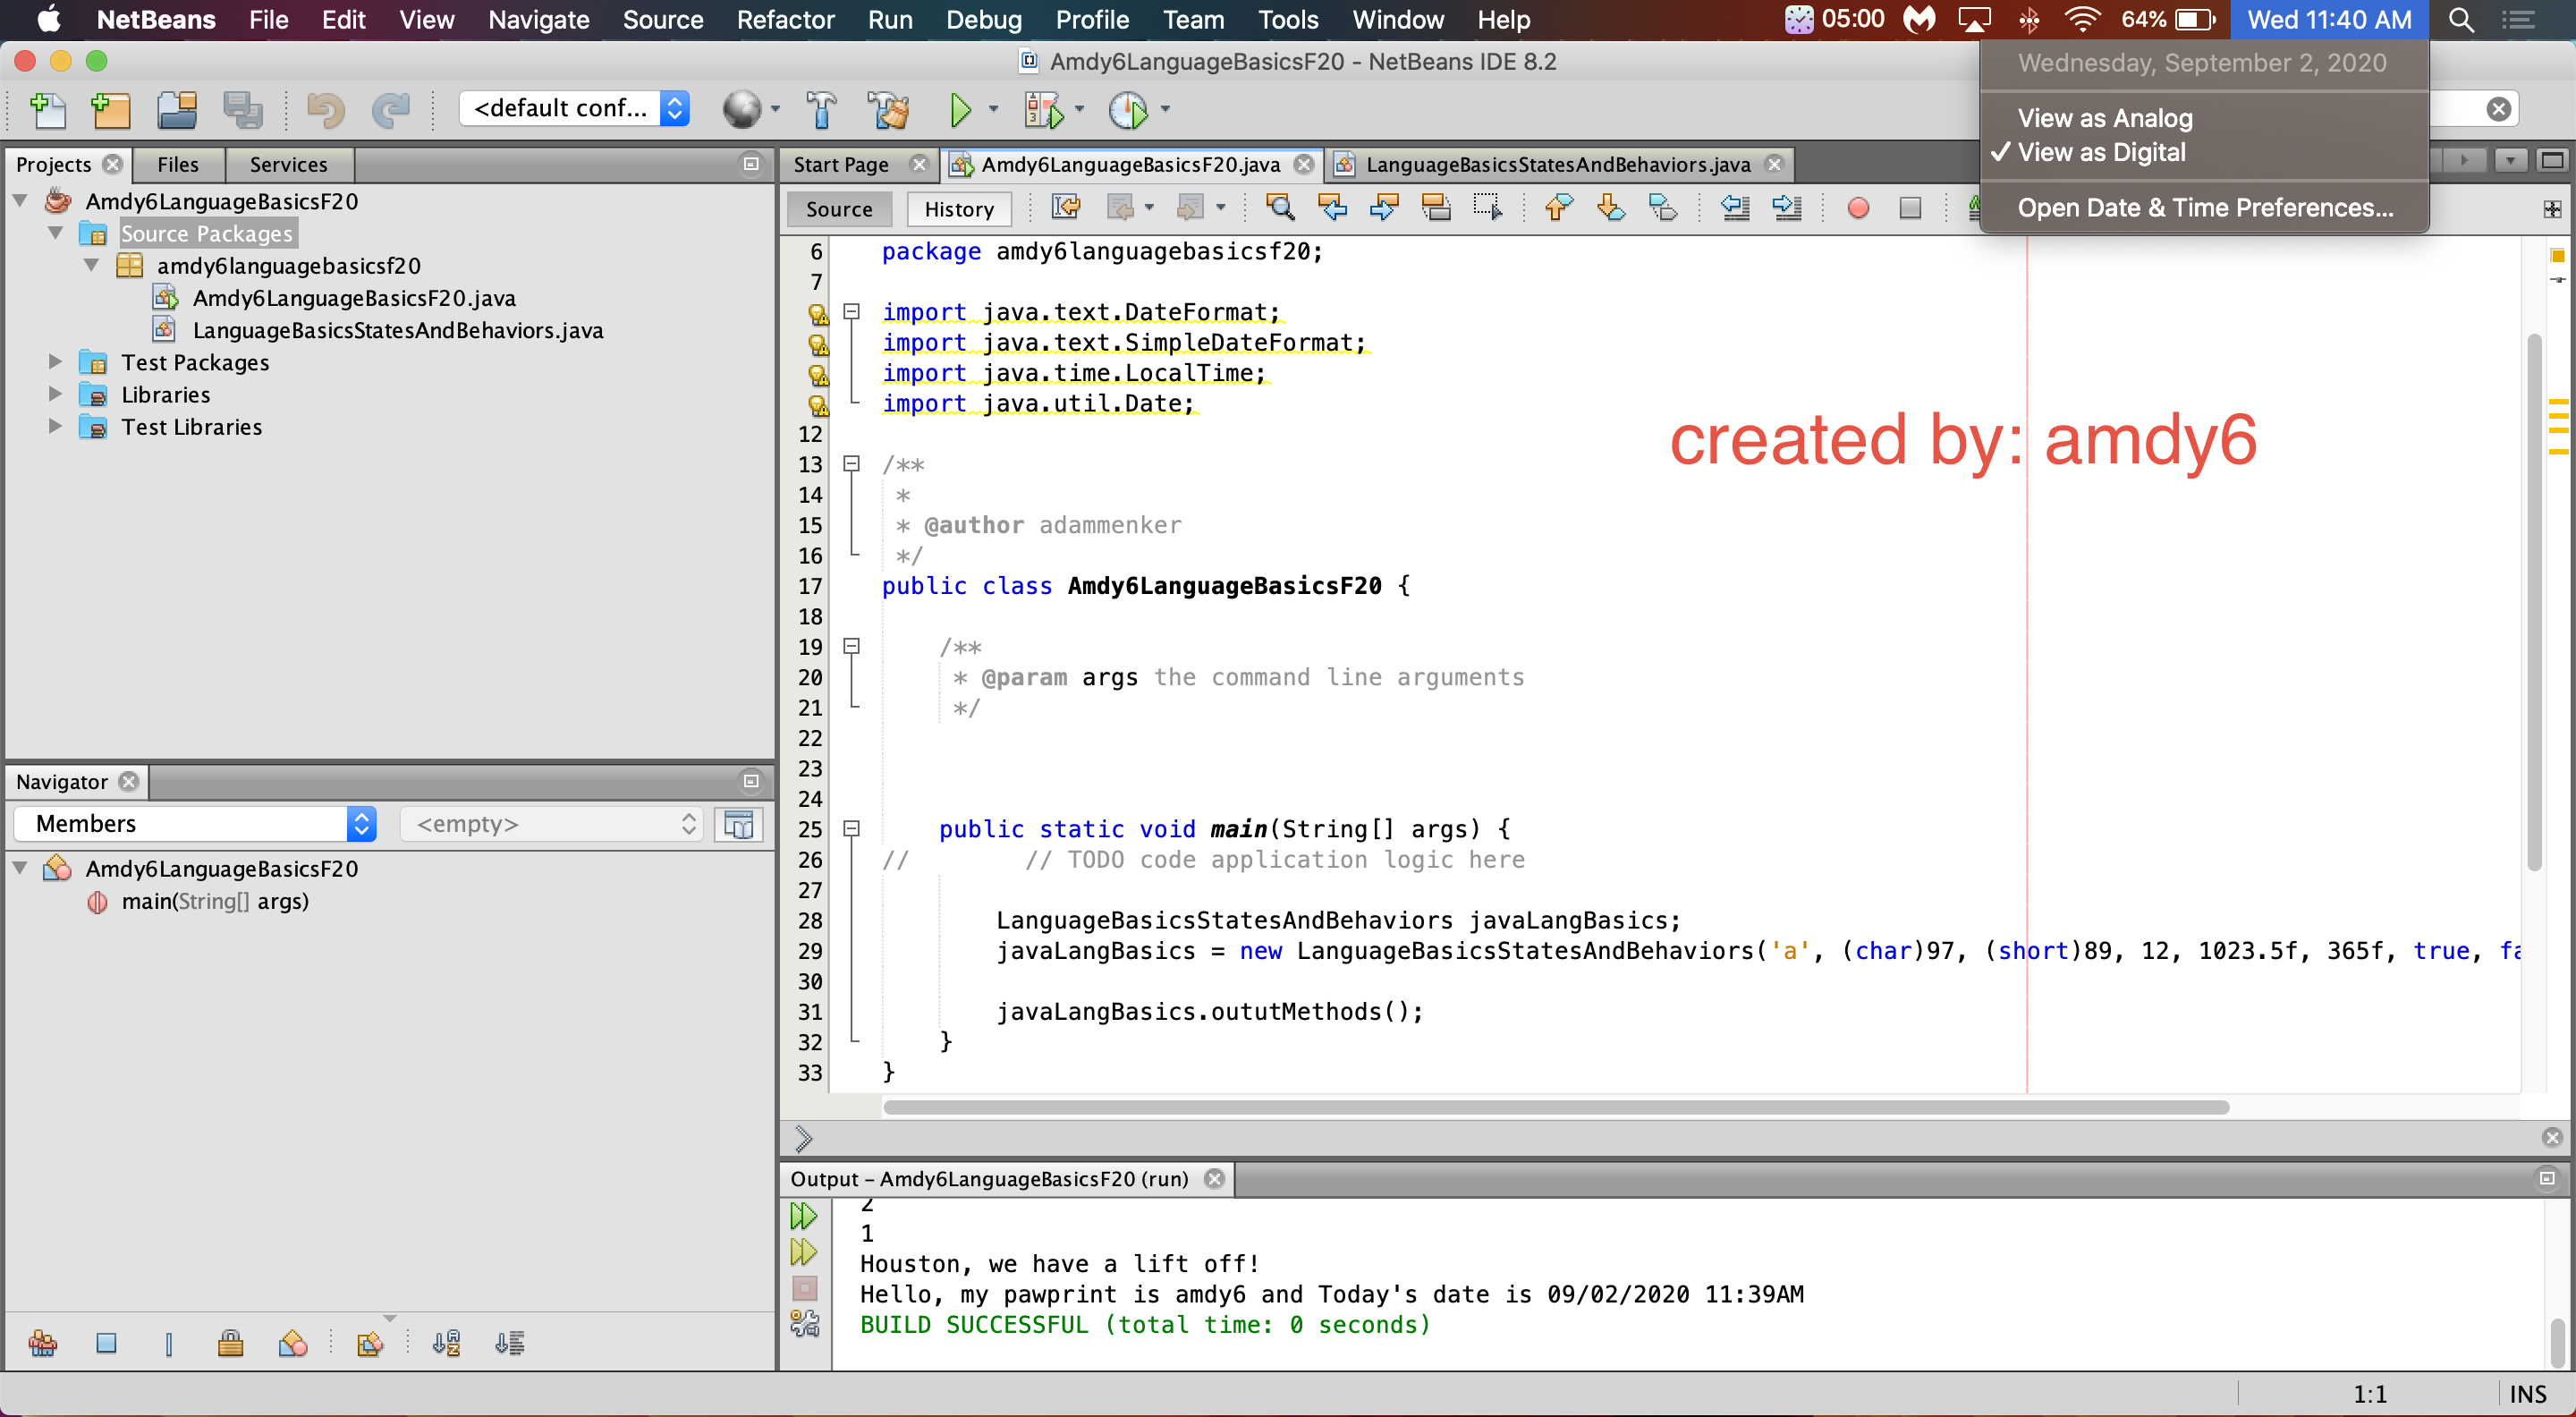 NetBeans File Edit View Navigate Source Refactor Run Debug Profile Team Tools Window Help 05:00 64% Wed 11:40 AM
Amdy6LanguageBasicsF20 - NetBeans IDE 8.2
Wednesday, September 2, 2020
View as Analog
✓ View as Digital
Open Date & Time Preferences...
<default conf...
Projects Files Services
Amdy6LanguageBasicsF20
Source Packages
amdy6languagebasicsf20
Amdy6LanguageBasicsF20.java
LanguageBasicsStatesAndBehaviors.java
Test Packages
Libraries
Test Libraries
Navigator
Members <empty>
Amdy6LanguageBasicsF20
main(String[] args)
Start Page Amdy6LanguageBasicsF20.java LanguageBasicsStatesAndBehaviors.java
Source History
6 package amdy6languagebasicsf20;
7
import java.text.DateFormat;
import java.text.SimpleDateFormat;
import java.time.LocalTime;
import java.util.Date;
created by: amdy6
12
13 /**
14 *
15 * @author adammenker
16 */
17 public class Amdy6LanguageBasicsF20 {
18
19 /**
20 * @param args the command line arguments
21 */
22
23
24
25 public static void main(String[] args) {
26 // // TODO code application logic here
27
28 LanguageBasicsStatesAndBehaviors javaLangBasics;
29 javaLangBasics = new LanguageBasicsStatesAndBehaviors('a', (char)97, (short)89, 12, 1023.5f, 365f, true, fa
30
31 javaLangBasics.oututMethods();
32 }
33 }
Output - Amdy6LanguageBasicsF20 (run)
2
1
Houston, we have a lift off!
Hello, my pawprint is amdy6 and Today's date is 09/02/2020 11:39AM
BUILD SUCCESSFUL (total time: 0 seconds)
1:1 INS